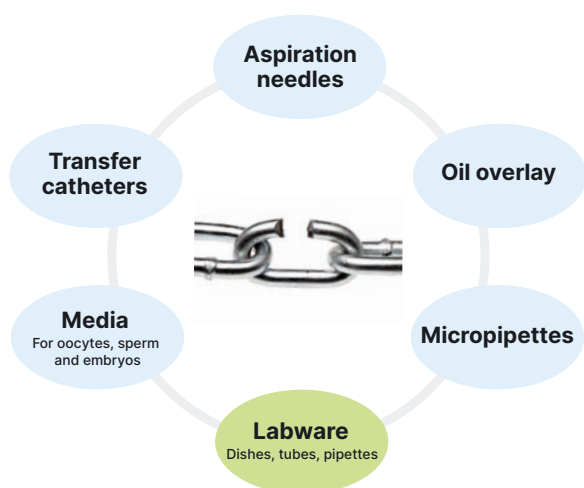 Aspiration
needles
Transfer
catheters
Oil overlay
Media
For oocytes, sperm
and embryos
Micropipettes
Labware
Dishes, tubes, pipettes